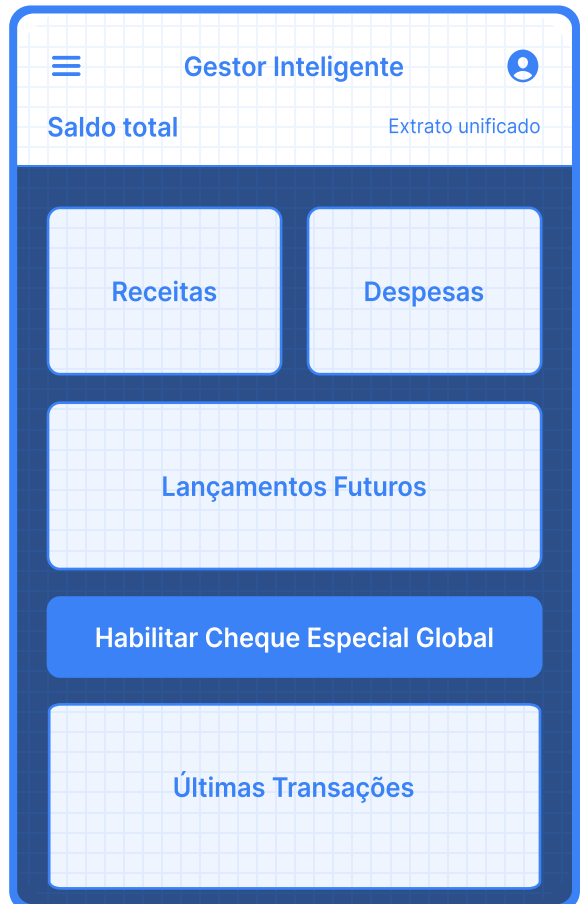 Gestor Inteligente
Saldo total
Extrato unificado
Receitas
Despesas
Lançamentos Futuros
Habilitar Cheque Especial Global
Últimas Transações